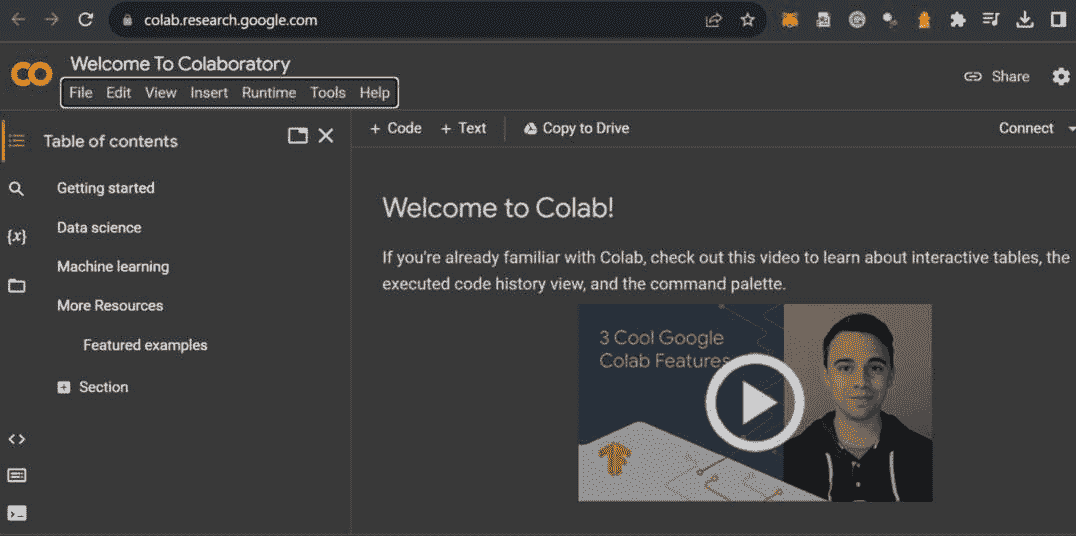 colab.research.google.com
CO
Welcome To Colaboratory
Share
File Edit View Insert Runtime Tools Help
Table of contents
+ Code + Text Copy to Drive Connect
Getting started
Data science
Machine learning
More Resources
Featured examples
Section
{x}
Welcome to Colab!
If you're already familiar with Colab, check out this video to learn about interactive tables, the
executed code history view, and the command palette.
3 Cool Google
Colab Features